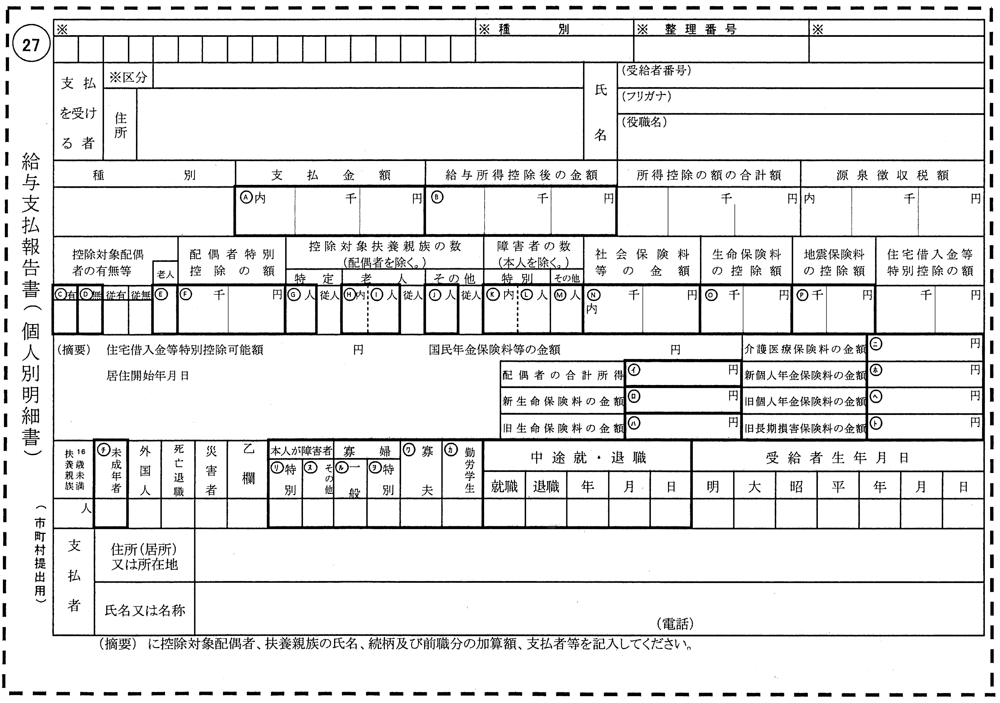 27
給与支払報告書(個人別明細書)
(市町村提出用)
※ ※種別 ※ 整理番号 ※
支払を受ける者
※区分
住所
氏名
(受給者番号)
(フリガナ)
(役職名)
種別 支払金額 給与所得控除後の金額 所得控除の額の合計額 源泉徴収税額
Ⓐ内 千 円 Ⓑ 千 円 千 円 内 千 円
控除対象配偶者の有無等 老人
配偶者特別控除の額
控除対象扶養親族の数(配偶者を除く。)
特定 老人 その他
障害者の数(本人を除く。)
特別 その他
社会保険料等の金額
生命保険料の控除額
地震保険料の控除額
住宅借入金等特別控除の額
Ⓒ有 Ⓓ無 従有 従無 Ⓔ Ⓕ 千 円 Ⓖ人 従人 Ⓗ内 Ⓘ人 従人 Ⓙ人 従人 Ⓚ内 Ⓛ人 Ⓜ人 Ⓝ内 千 円 Ⓞ 千 円 Ⓟ 千 円 千 円
(摘要) 住宅借入金等特別控除可能額 円 国民年金保険料等の金額 円
居住開始年月日
介護医療保険料の金額 ㊁ 円
配偶者の合計所得 ㋑ 円 新個人年金保険料の金額 ㋭ 円
新生命保険料の金額 ㋺ 円 旧個人年金保険料の金額 ㋬ 円
旧生命保険料の金額 ㋩ 円 旧長期損害保険料の金額 ㋣ 円
16歳未満扶養親族
㋠未成年者
外国人
死亡退職
災害者
乙欄
本人が障害者
㋷特別
㋦その他
寡婦
㋸一般
㋾特別
㋻寡夫
㋕勤労学生
中途就・退職
就職 退職 年 月 日
受給者生年月日
明 大 昭 平 年 月 日
人
支払者
住所(居所)
又は所在地
氏名又は名称
(電話)
(摘要) に控除対象配偶者、扶養親族の氏名、続柄及び前職分の加算額、支払者等を記入してください。